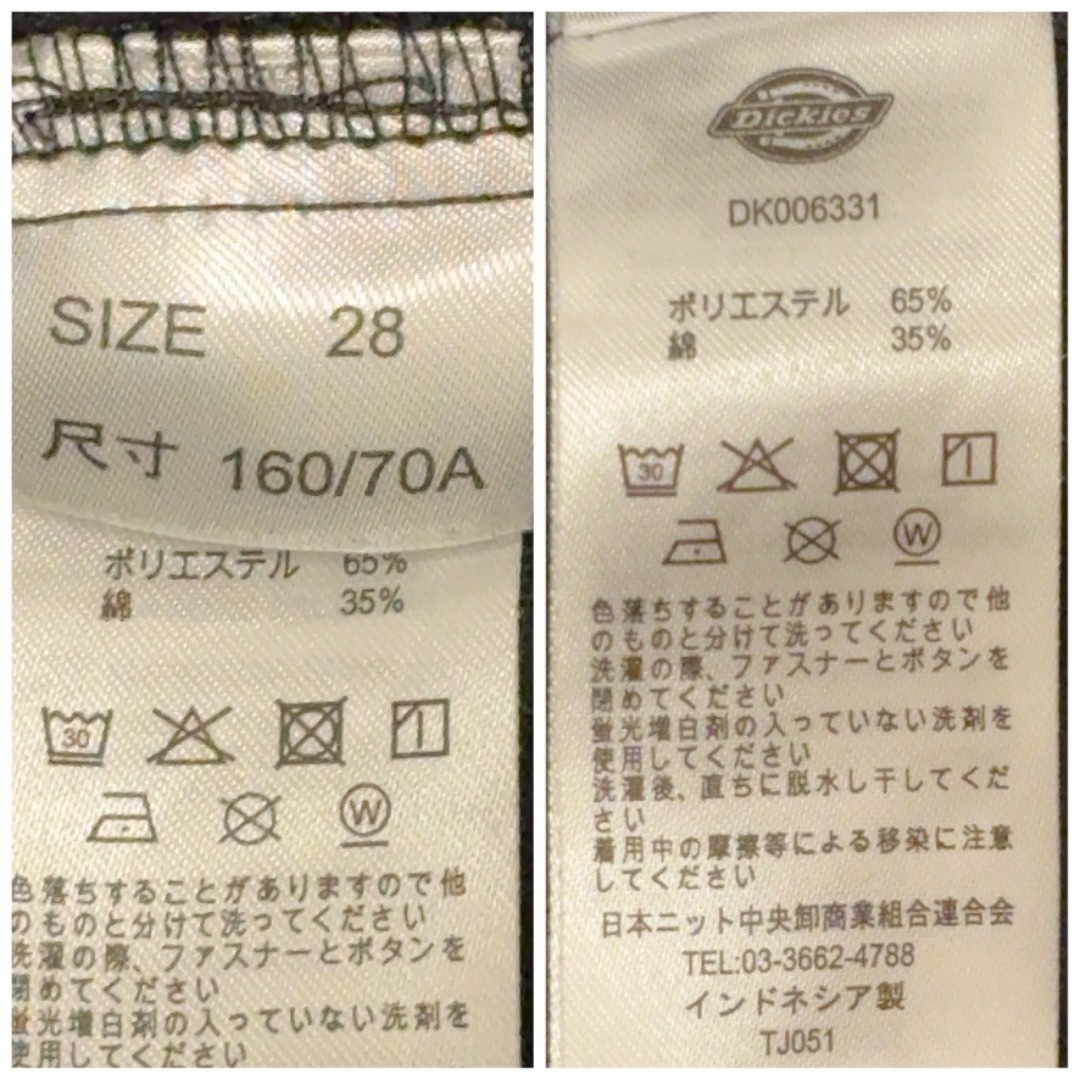 SIZE 28
尺寸 160/70A
ポリエステル 65%
綿 35%
30
W
色落ちすることがありますので他
のものと分けて洗ってください
洗濯の際、ファスナーとボタンを
閉めてください
蛍光増白剤の入っていない洗剤を
使用してください
Dickies
DK006331
ポリエステル 65%
綿 35%
30
W
色落ちすることがありますので他
のものと分けて洗ってください
洗濯の際、ファスナーとボタンを
閉めてください
蛍光増白剤の入っていない洗剤を
使用してください
洗濯後、直ちに脱水し干してくだ
さい
着用中の摩擦等による移染に注意
してください
日本ニット中央卸商業組合連合会
TEL:03-3662-4788
インドネシア製
TJ051